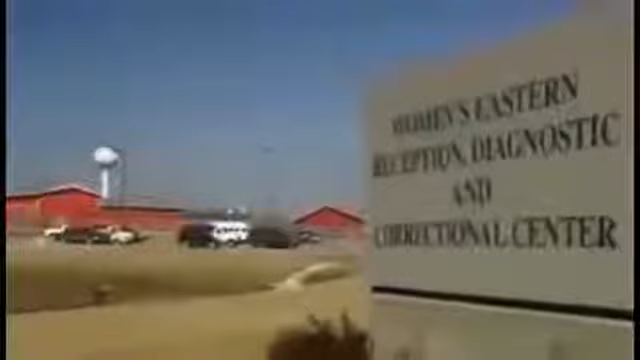 WOMEN'S EASTERN
RECEPTION, DIAGNOSTIC
AND
CORRECTIONAL CENTER